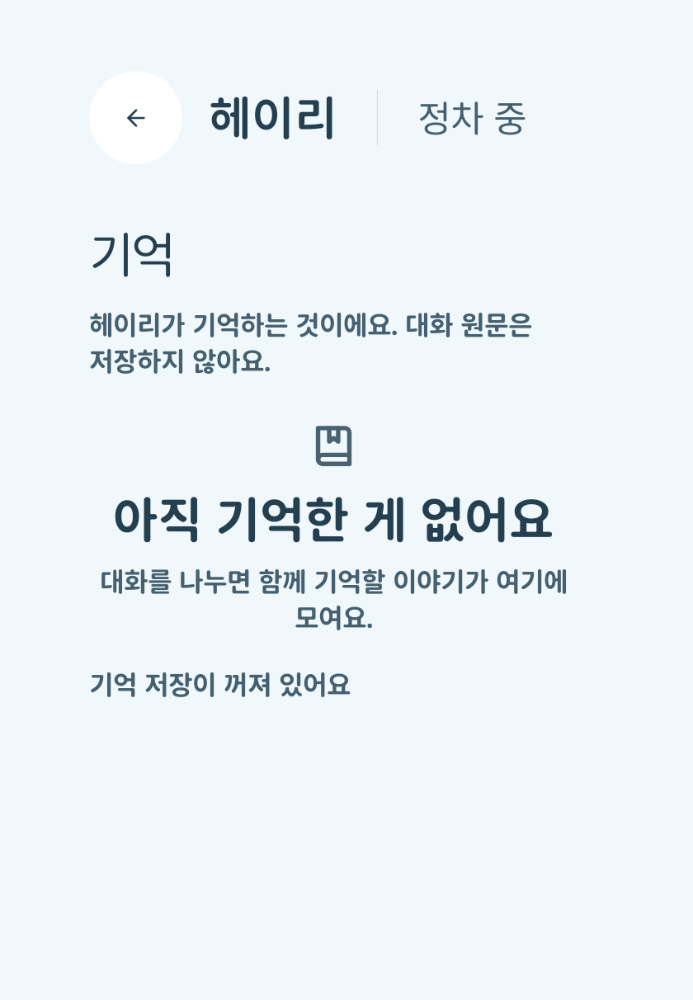 헤이리
정차 중
기억
헤이리가 기억하는 것이에요. 대화 원문은
저장하지 않아요.
아직 기억한 게 없어요
대화를 나누면 함께 기억할 이야기가 여기에
모여요.
기억 저장이 꺼져 있어요